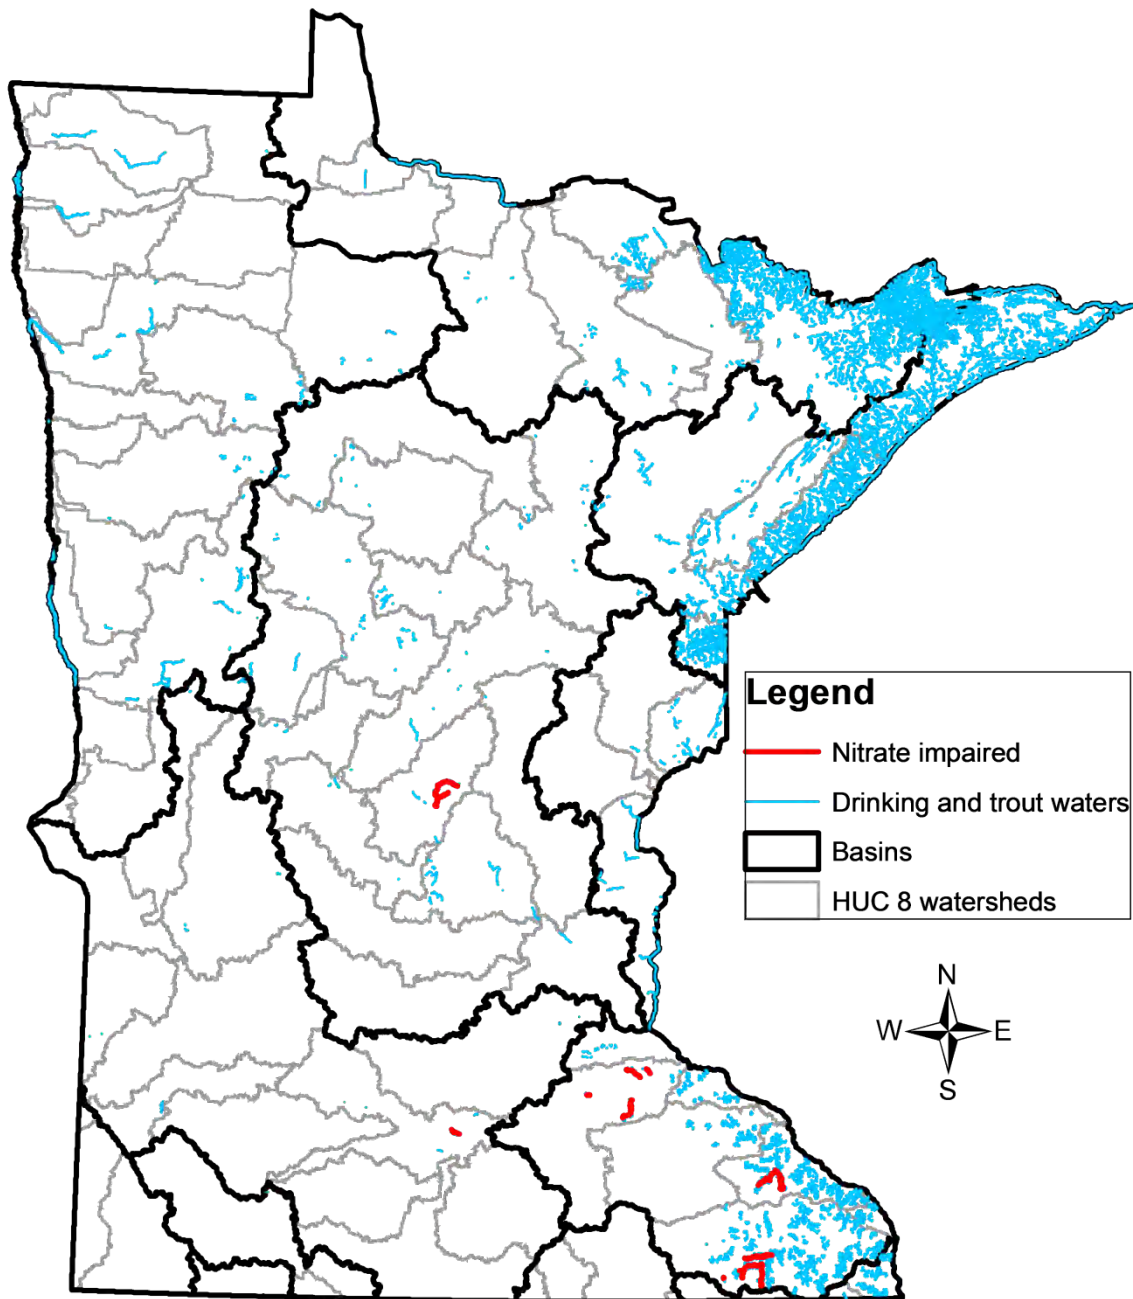 Legend
Nitrate impaired
Drinking and trout waters
Basins
HUC 8 watersheds
N
W E
S